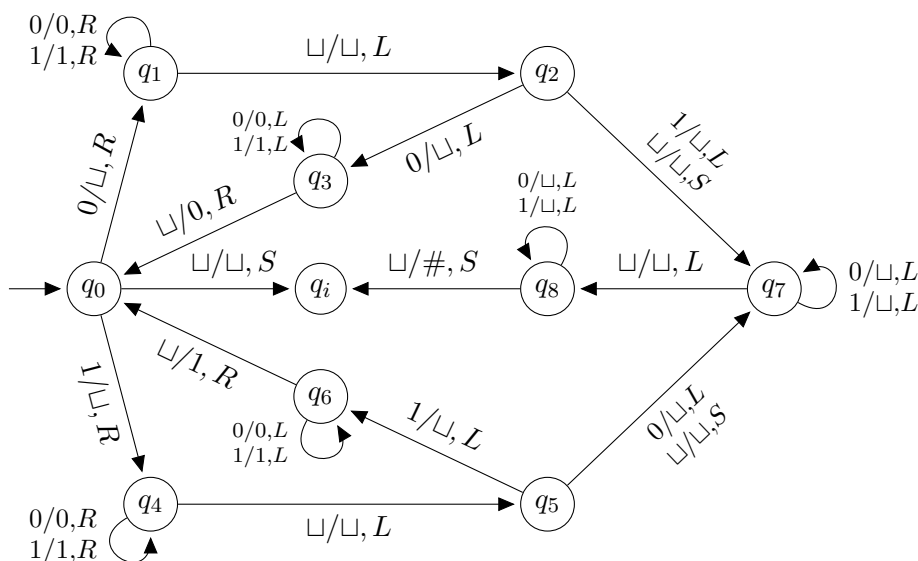 0/0,R
1/1,R
q1
⊔/⊔, L
q2
0/⊔, R
0/0,L
1/1,L
q3
0/⊔, L
1/⊔,L
⊔/⊔,S
⊔/0, R
0/⊔,L
1/⊔,L
q0
⊔/⊔, S
qi
⊔/#, S
q8
⊔/⊔, L
q7
0/⊔,L
1/⊔,L
⊔/1, R
q6
1/⊔, R
0/0,L
1/1,L
1/⊔, L
0/⊔,L
⊔/⊔,S
q4
0/0,R
1/1,R
⊔/⊔, L
q5